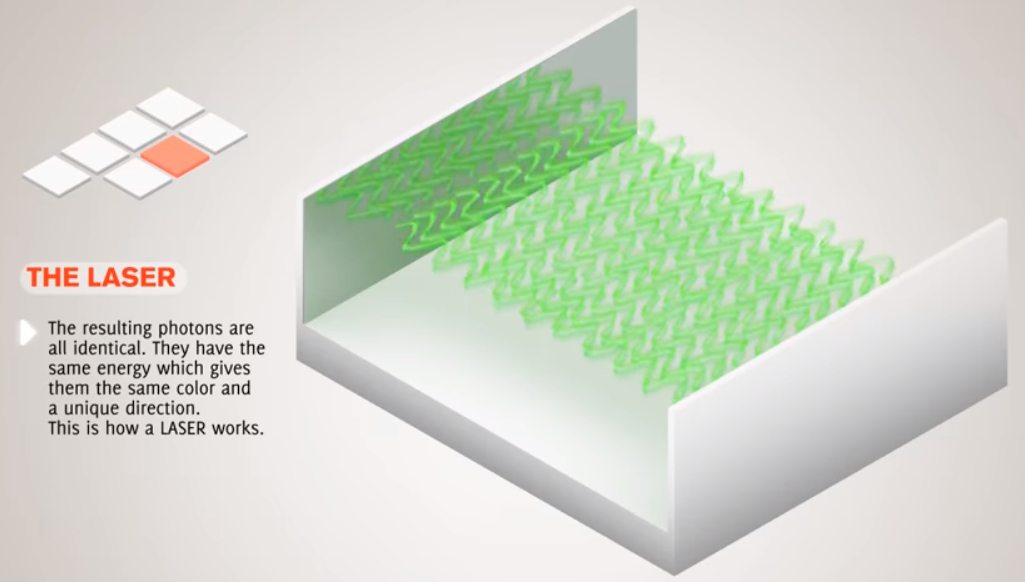 THE LASER
The resulting photons are
all identical. They have the
same energy which gives
them the same color and
a unique direction.
This is how a LASER works.